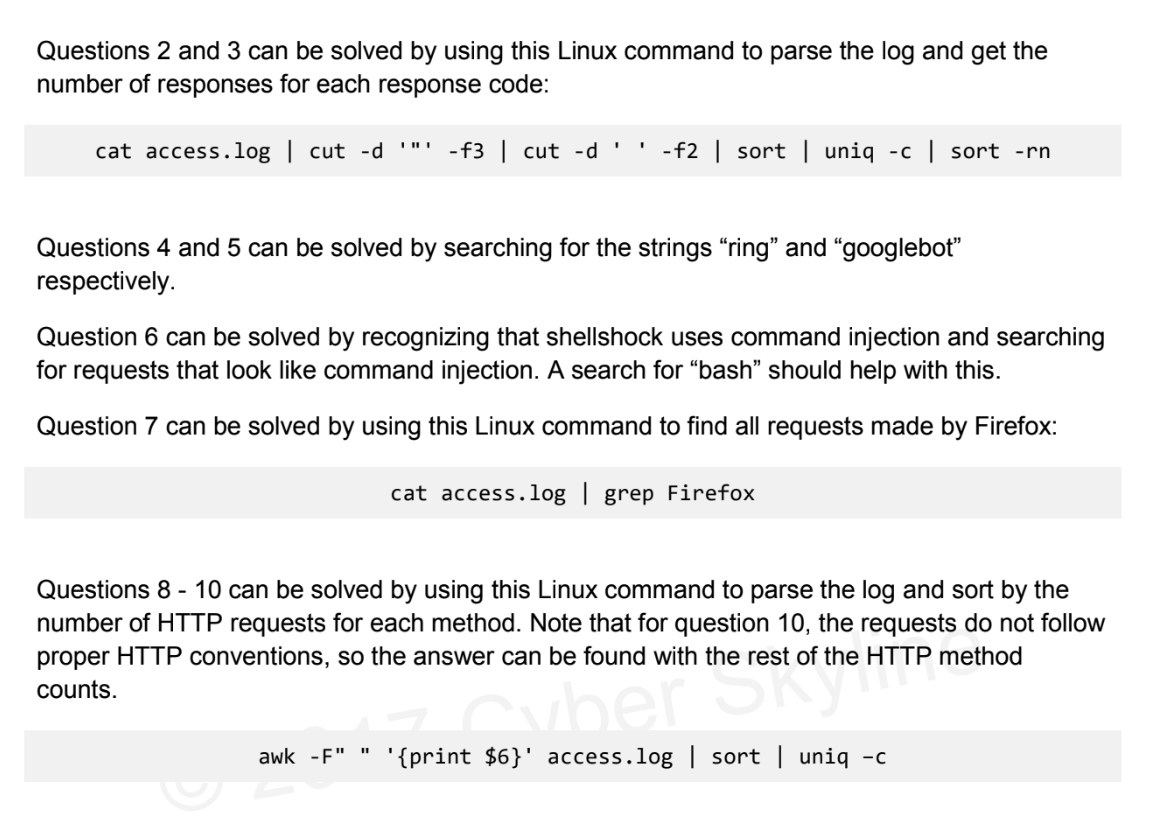 Questions 2 and 3 can be solved by using this Linux command to parse the log and get the
number of responses for each response code:
cat access.log | cut -d '"' -f3 | cut -d ' ' -f2 | sort | uniq -c | sort -rn
Questions 4 and 5 can be solved by searching for the strings “ring” and “googlebot”
respectively.
Question 6 can be solved by recognizing that shellshock uses command injection and searching
for requests that look like command injection. A search for “bash” should help with this.
Question 7 can be solved by using this Linux command to find all requests made by Firefox:
cat access.log | grep Firefox
Questions 8 - 10 can be solved by using this Linux command to parse the log and sort by the
number of HTTP requests for each method. Note that for question 10, the requests do not follow
proper HTTP conventions, so the answer can be found with the rest of the HTTP method
counts.
awk -F" " '{print $6}' access.log | sort | uniq –c
© 2017 Cyber Skyline